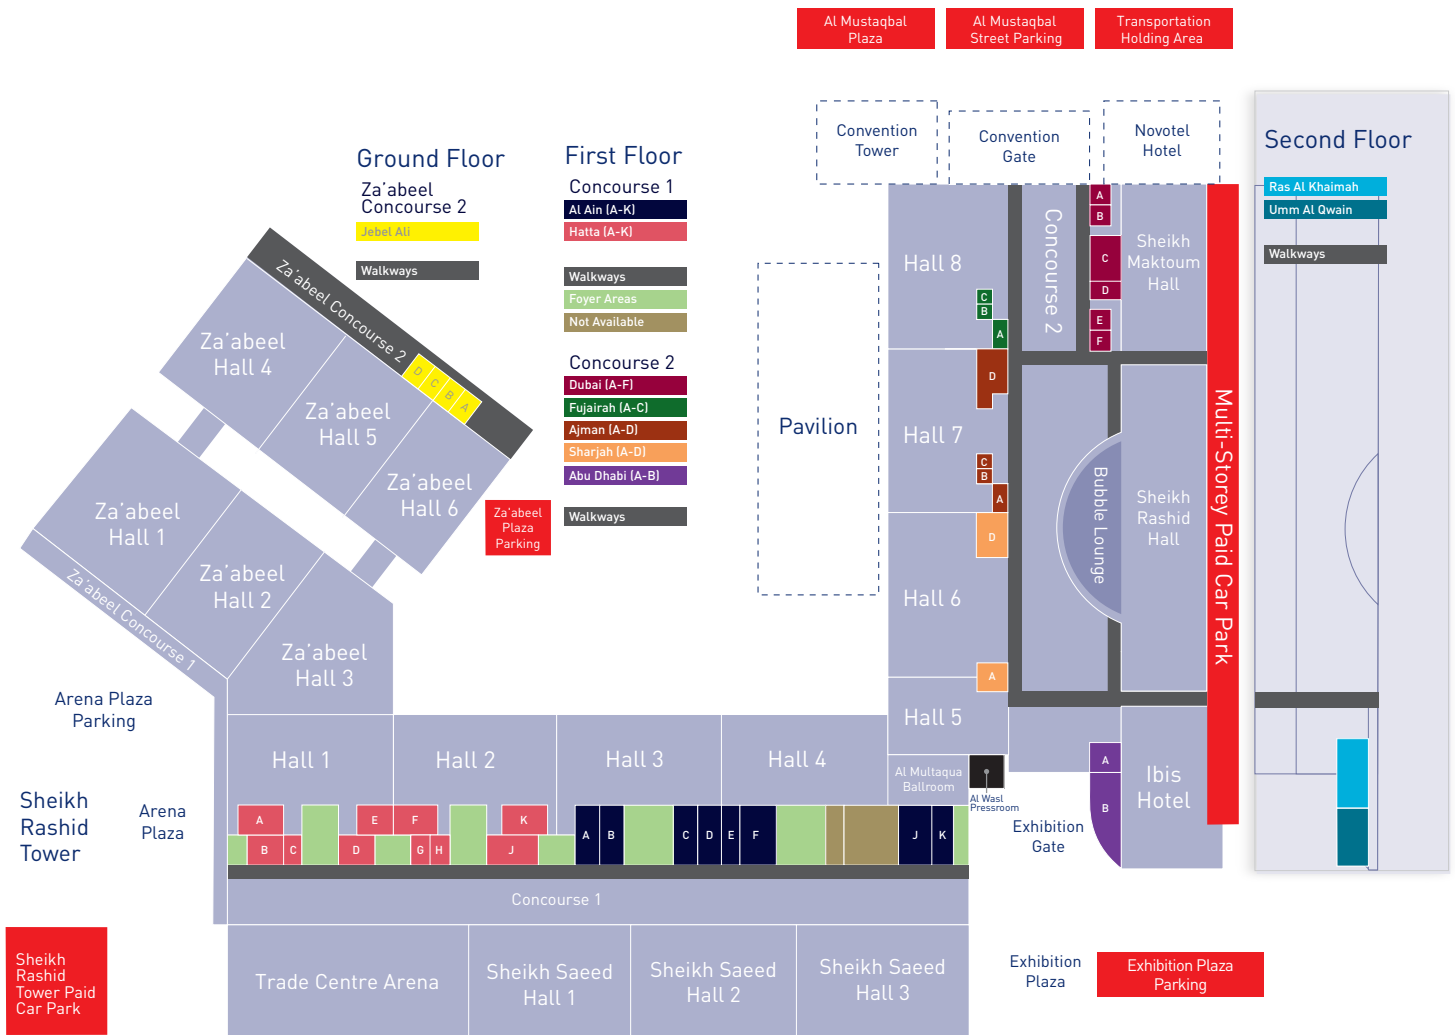 Al Mustaqbal
Plaza
Al Mustaqbal
Street Parking
Transportation
Holding Area
Convention
Tower
Convention
Gate
Novotel
Hotel
Second Floor
Ras Al Khaimah
Umm Al Qwain
Walkways
Ground Floor
Za'abeel
Concourse 2
Jebel Ali
Walkways
First Floor
Concourse 1
Al Ain (A-K)
Hatta (A-K)
Walkways
Foyer Areas
Not Available
Concourse 2
Dubai (A-F)
Fujairah (A-C)
Ajman (A-D)
Sharjah (A-D)
Abu Dhabi (A-B)
Walkways
Za'abeel Concourse 2
D
C
B
A
Za'abeel
Hall 4
Za'abeel
Hall 5
Za'abeel
Hall 6
Za'abeel
Plaza
Parking
Za'abeel
Hall 1
Za'abeel
Hall 2
Za'abeel
Hall 3
Za'abeel Concourse 1
Pavilion
Hall 8
C
B
A
Concourse 2
A
B
C
D
E
F
Sheikh
Maktoum
Hall
Hall 7
D
C
B
A
Hall 6
D
A
Bubble Lounge
Sheikh
Rashid
Hall
Multi-Storey Paid Car Park
Hall 5
Al Multaqua
Ballroom
Al Wasl
Pressroom
A
B
Ibis
Hotel
Exhibition
Gate
Arena Plaza
Parking
Sheikh
Rashid
Tower
Arena
Plaza
Hall 1
Hall 2
Hall 3
Hall 4
A
E
F
K
B
C
D
G
H
J
A
B
C
D
E
F
J
K
Concourse 1
Trade Centre Arena
Sheikh Saeed
Hall 1
Sheikh Saeed
Hall 2
Sheikh Saeed
Hall 3
Sheikh
Rashid
Tower Paid
Car Park
Exhibition
Plaza
Exhibition Plaza
Parking